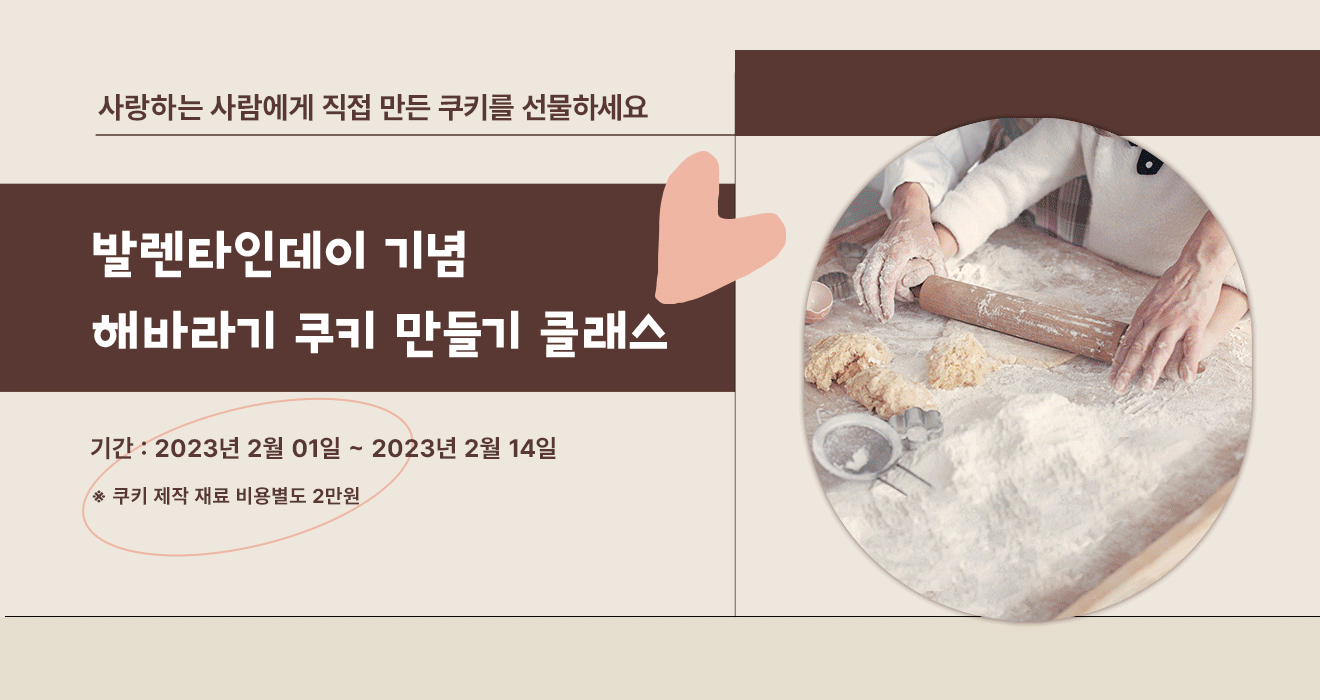 사랑하는 사람에게 직접 만든 쿠키를 선물하세요
발렌타인데이 기념
해바라기 쿠키 만들기 클래스
기간 : 2023년 2월 01일 ~ 2023년 2월 14일
※ 쿠키 제작 재료 비용별도 2만원